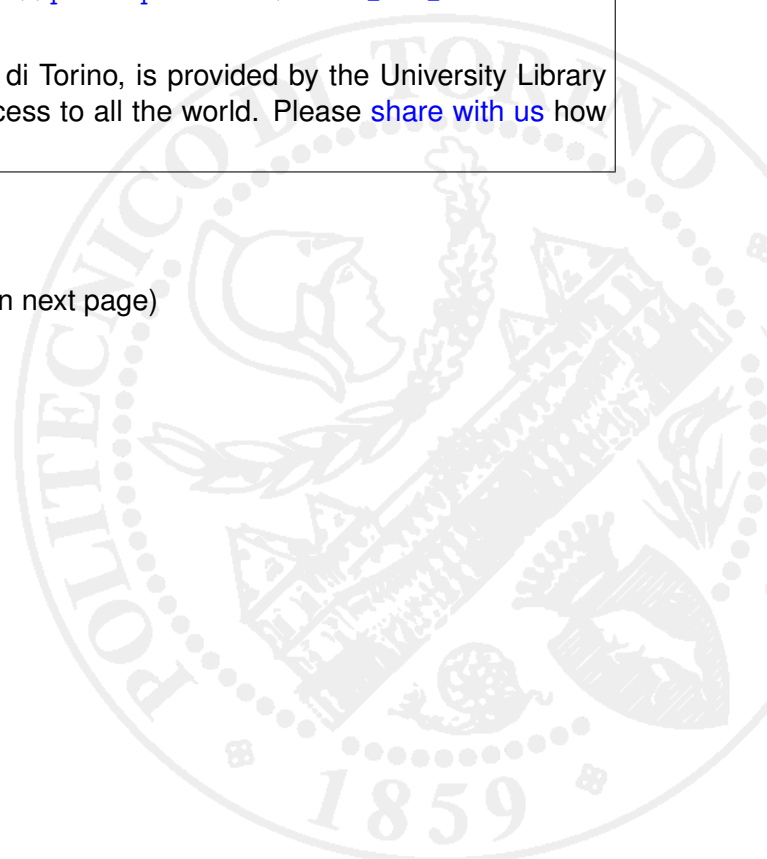 di Torino, is provided by the University Library
cess to all the world. Please share with us how
n next page)
POLITECNICO DI TORINO
1859